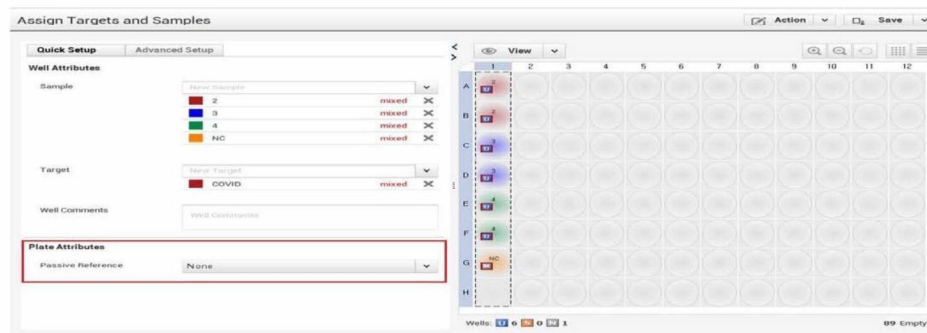 Assign Targets and Samples
Action
Save
Quick Setup
Advanced Setup
Well Attributes
Sample
New Sample
2 mixed
3 mixed
4 mixed
NC mixed
Target
New Target
COVID mixed
Well Comments
Well Comments
Plate Attributes
Passive Reference
None
View
1 2 3 4 5 6 7 8 9 10 11 12
A 2 U
B 2 U
C 3 U
D 3 U
E 4 U
F 4 U
G NC N
H
Wells: U 6 S 0 N 1
89 Empty